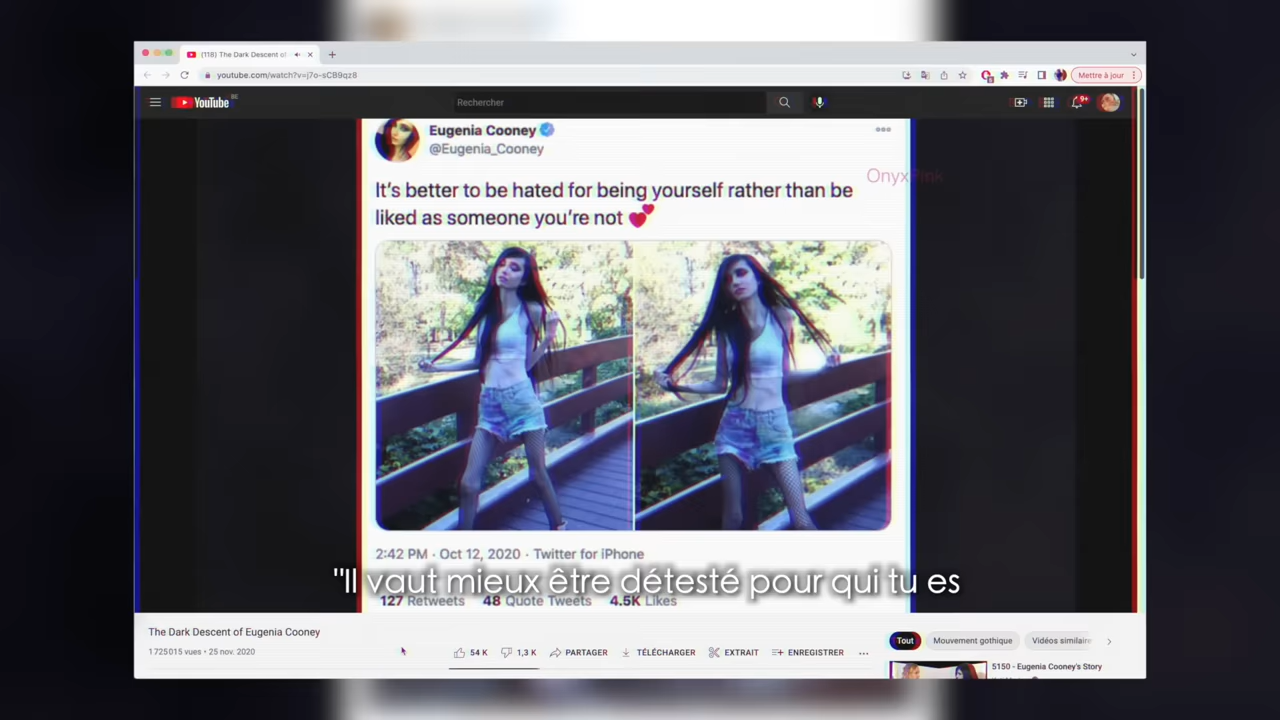 (118) The Dark Descent of
youtube.com/watch?v=j7o-sCB9qz8
Mettre à jour
YouTube
Rechercher
9+
Eugenia Cooney
@Eugenia_Cooney
OnyxPink
It's better to be hated for being yourself rather than be
liked as someone you're not 💕
2:42 PM · Oct 12, 2020 · Twitter for iPhone
"Il vaut mieux être détesté pour qui tu es
127 Retweets 48 Quote Tweets 4.5K Likes
The Dark Descent of Eugenia Cooney
1 725 015 vues • 25 nov. 2020
54 K 1,3 K PARTAGER TÉLÉCHARGER EXTRAIT ENREGISTRER
Tout Mouvement gothique Vidéos similaire
5150 - Eugenia Cooney's Story